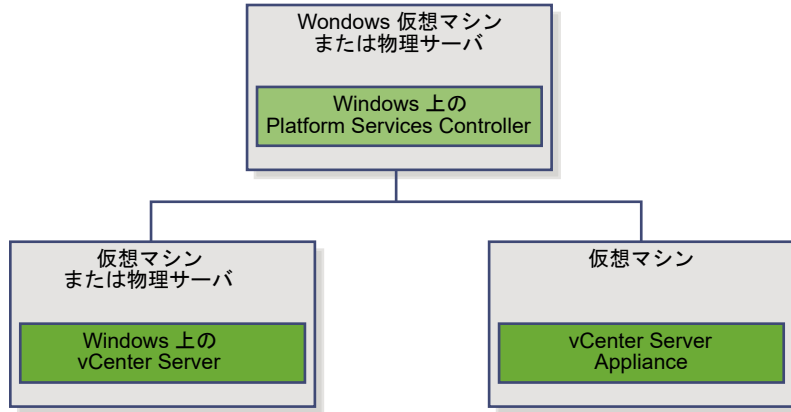 Wondows 仮想マシン
または物理サーバ
Windows 上の
Platform Services Controller
仮想マシン
または物理サーバ
Windows 上の
vCenter Server
仮想マシン
vCenter Server
Appliance